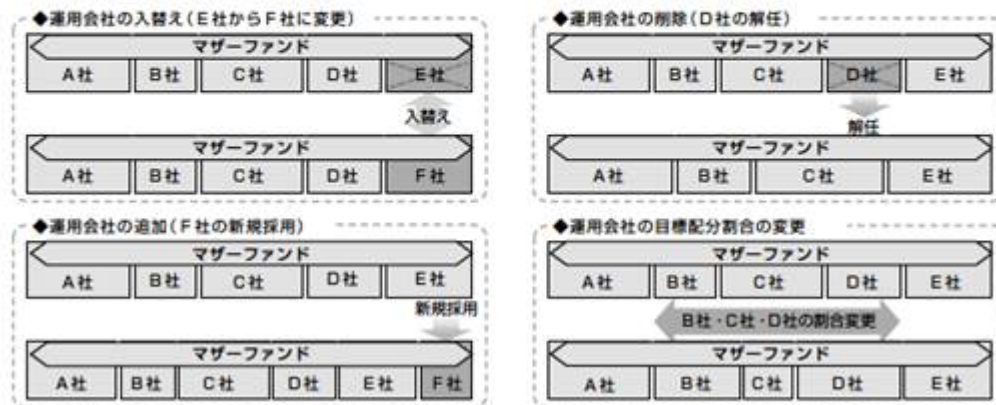 ◆運用会社の入替え(E社からF社に変更)
マザーファンド
A社 B社 C社 D社 E社
入替え
マザーファンド
A社 B社 C社 D社 F社
◆運用会社の削除(D社の解任)
マザーファンド
A社 B社 C社 D社 E社
解任
マザーファンド
A社 B社 C社 E社
◆運用会社の追加(F社の新規採用)
マザーファンド
A社 B社 C社 D社 E社
新規採用
マザーファンド
A社 B社 C社 D社 E社 F社
◆運用会社の目標配分割合の変更
マザーファンド
A社 B社 C社 D社 E社
B社・C社・D社の割合変更
マザーファンド
A社 B社 C社 D社 E社